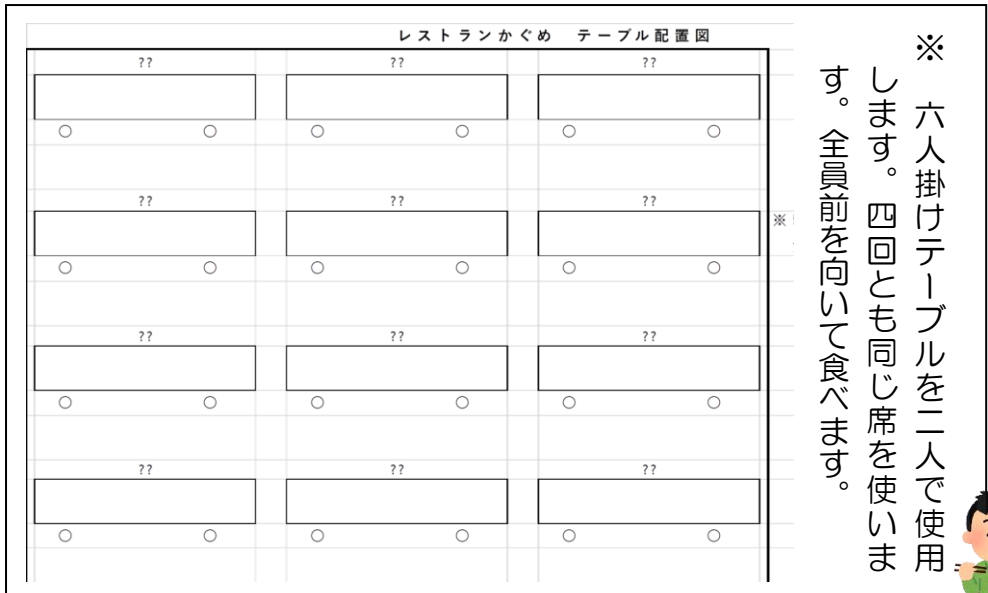 レストランかぐめ テーブル配置図
?? ?? ??
?? ?? ??
※
?? ?? ??
?? ?? ??
※ 六人掛けテーブルを二人で使用
します。四回とも同じ席を使いま
す。全員前を向いて食べます。